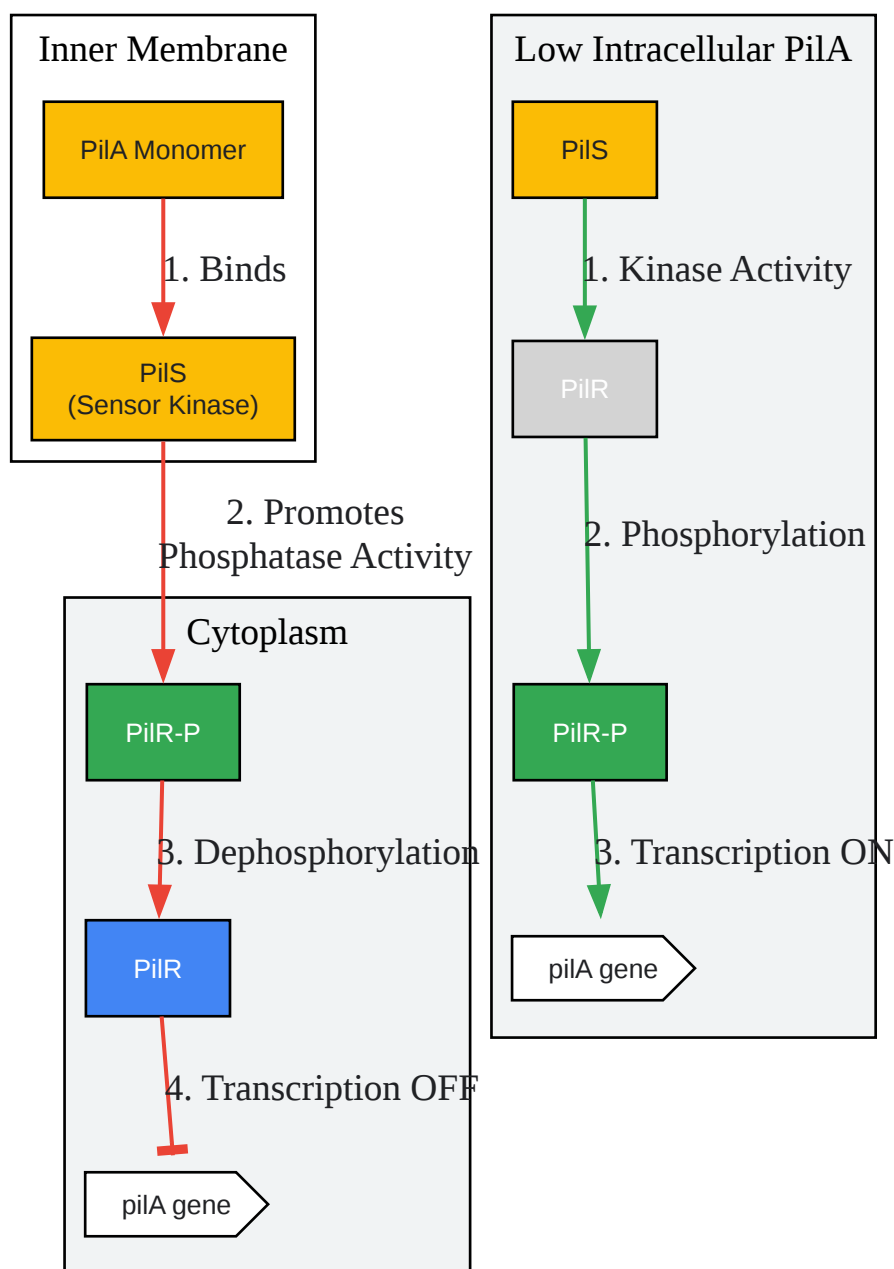 Inner Membrane
PilA Monomer
1. Binds
PilS
(Sensor Kinase)
2. Promotes
Phosphatase Activity
Cytoplasm
PilR-P
3. Dephosphorylation
PilR
4. Transcription OFF
pilA gene
Low Intracellular PilA
PilS
1. Kinase Activity
PilR
2. Phosphorylation
PilR-P
3. Transcription ON
pilA gene